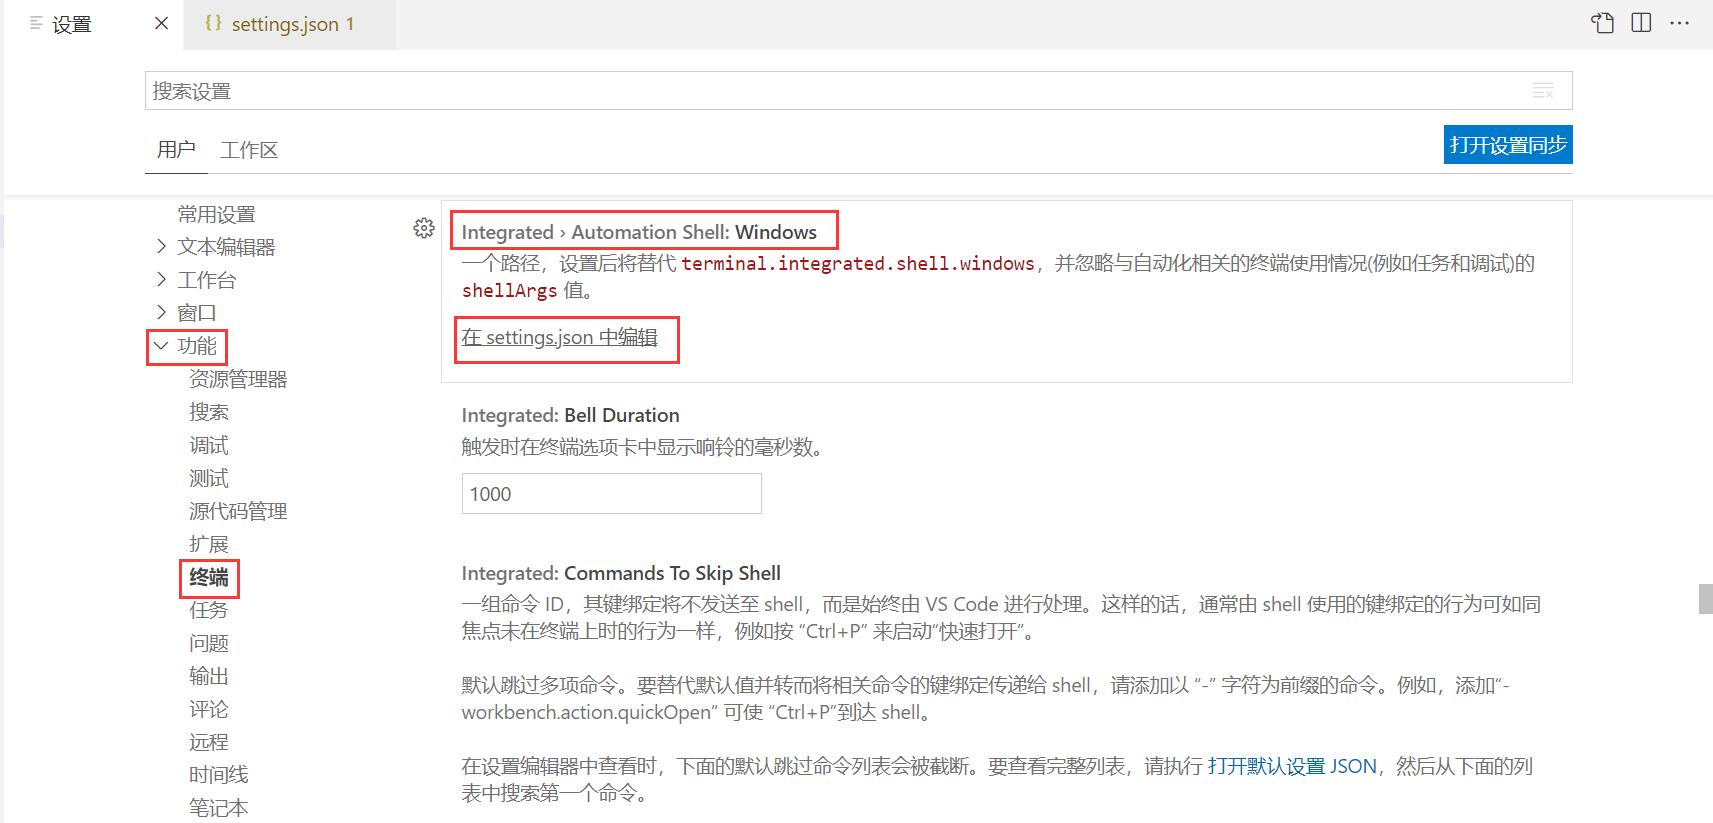 设置
settings.json 1
搜索设置
用户 工作区
打开设置同步
常用设置
文本编辑器
工作台
窗口
功能
资源管理器
搜索
调试
测试
源代码管理
扩展
终端
任务
问题
输出
评论
远程
时间线
笔记本
Integrated › Automation Shell: Windows
一个路径，设置后将替代 terminal.integrated.shell.windows，并忽略与自动化相关的终端使用情况(例如任务和调试)的
shellArgs 值。
在 settings.json 中编辑
Integrated: Bell Duration
触发时在终端选项卡中显示响铃的毫秒数。
1000
Integrated: Commands To Skip Shell
一组命令 ID，其键绑定将不发送至 shell，而是始终由 VS Code 进行处理。这样的话，通常由 shell 使用的键绑定的行为可如同
焦点未在终端上时的行为一样，例如按 “Ctrl+P” 来启动“快速打开”。
默认跳过多项命令。要替代默认值并转而将相关命令的键绑定传递给 shell，请添加以 “-” 字符为前缀的命令。例如，添加“-
workbench.action.quickOpen” 可使 “Ctrl+P”到达 shell。
在设置编辑器中查看时，下面的默认跳过命令列表会被截断。要查看完整列表，请执行 打开默认设置 JSON，然后从下面的列
表中搜索第一个命令。